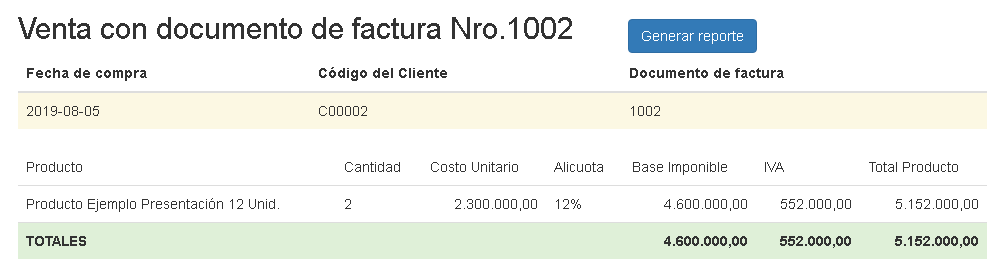 Venta con documento de factura Nro.1002 Generar reporte
Fecha de compra Código del Cliente Documento de factura
2019-08-05 C00002 1002
Producto Cantidad Costo Unitario Alicuota Base Imponible IVA Total Producto
Producto Ejemplo Presentación 12 Unid. 2 2.300.000,00 12% 4.600.000,00 552.000,00 5.152.000,00
TOTALES 4.600.000,00 552.000,00 5.152.000,00